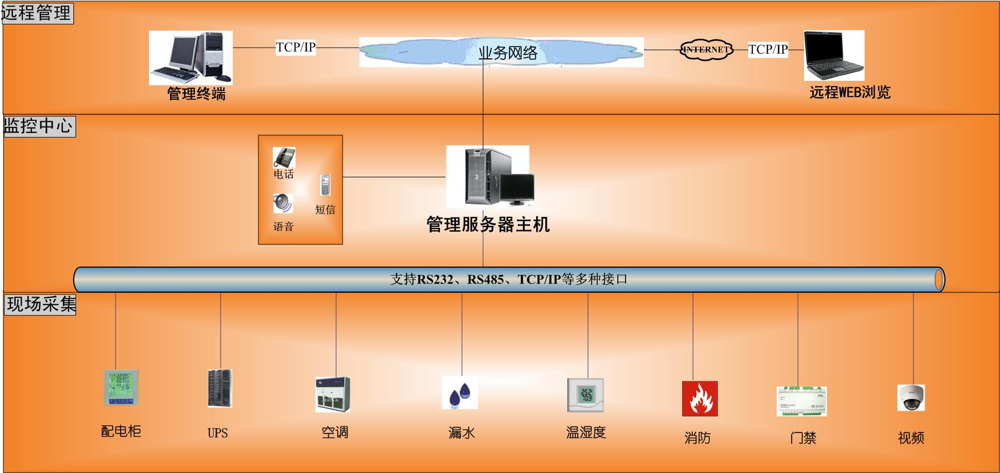 远程管理
TCP/IP
业务网络
INTERNET
TCP/IP
管理终端
远程WEB浏览
监控中心
电话
短信
语音
管理服务器主机
支持RS232、RS485、TCP/IP等多种接口
现场采集
配电柜
UPS
空调
漏水
温湿度
消防
门禁
视频